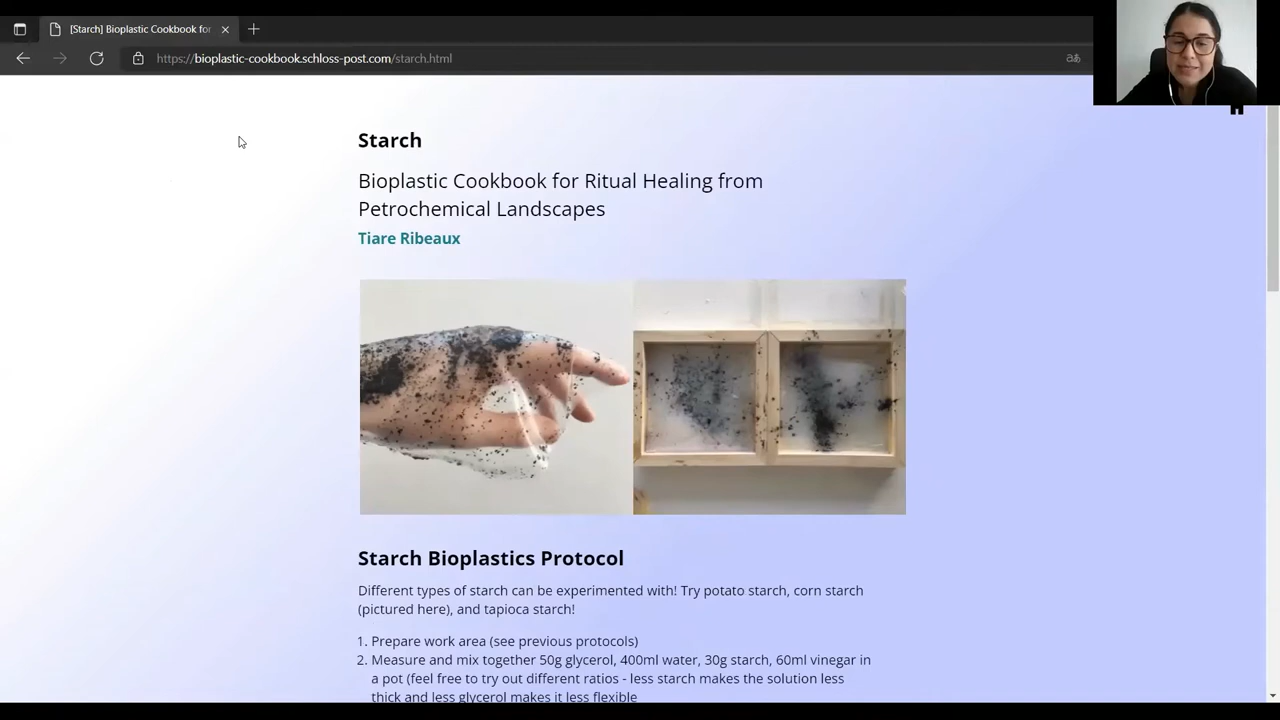 [Starch] Bioplastic Cookbook for
https://bioplastic-cookbook.schloss-post.com/starch.html
Starch
Bioplastic Cookbook for Ritual Healing from
Petrochemical Landscapes
Tiare Ribeaux
Starch Bioplastics Protocol
Different types of starch can be experimented with! Try potato starch, corn starch
(pictured here), and tapioca starch!
1. Prepare work area (see previous protocols)
2. Measure and mix together 50g glycerol, 400ml water, 30g starch, 60ml vinegar in
a pot (feel free to try out different ratios - less starch makes the solution less
thick and less glycerol makes it less flexible